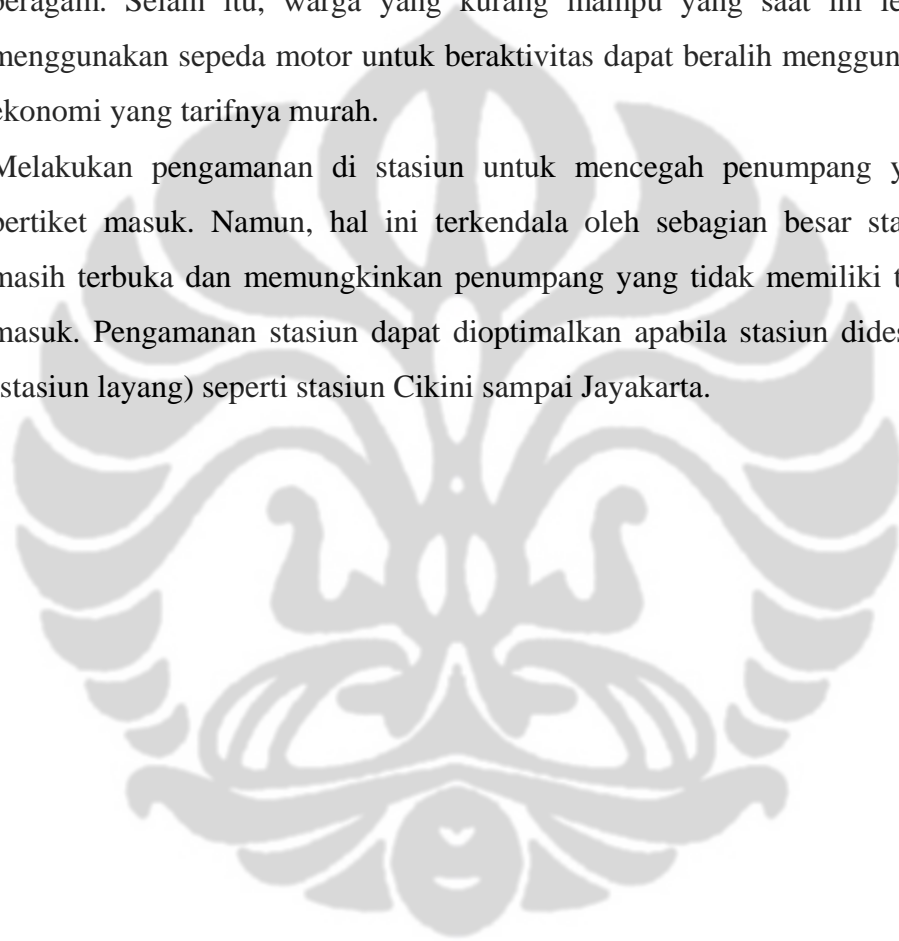 beragam. Selain itu, warga yang kurang mampu yang saat ini le
menggunakan sepeda motor untuk beraktivitas dapat beralih menggun
ekonomi yang tarifnya murah.
Melakukan pengamanan di stasiun untuk mencegah penumpang y
bertiket masuk. Namun, hal ini terkendala oleh sebagian besar sta
masih terbuka dan memungkinkan penumpang yang tidak memiliki t
masuk. Pengamanan stasiun dapat dioptimalkan apabila stasiun dides
stasiun layang) seperti stasiun Cikini sampai Jayakarta.